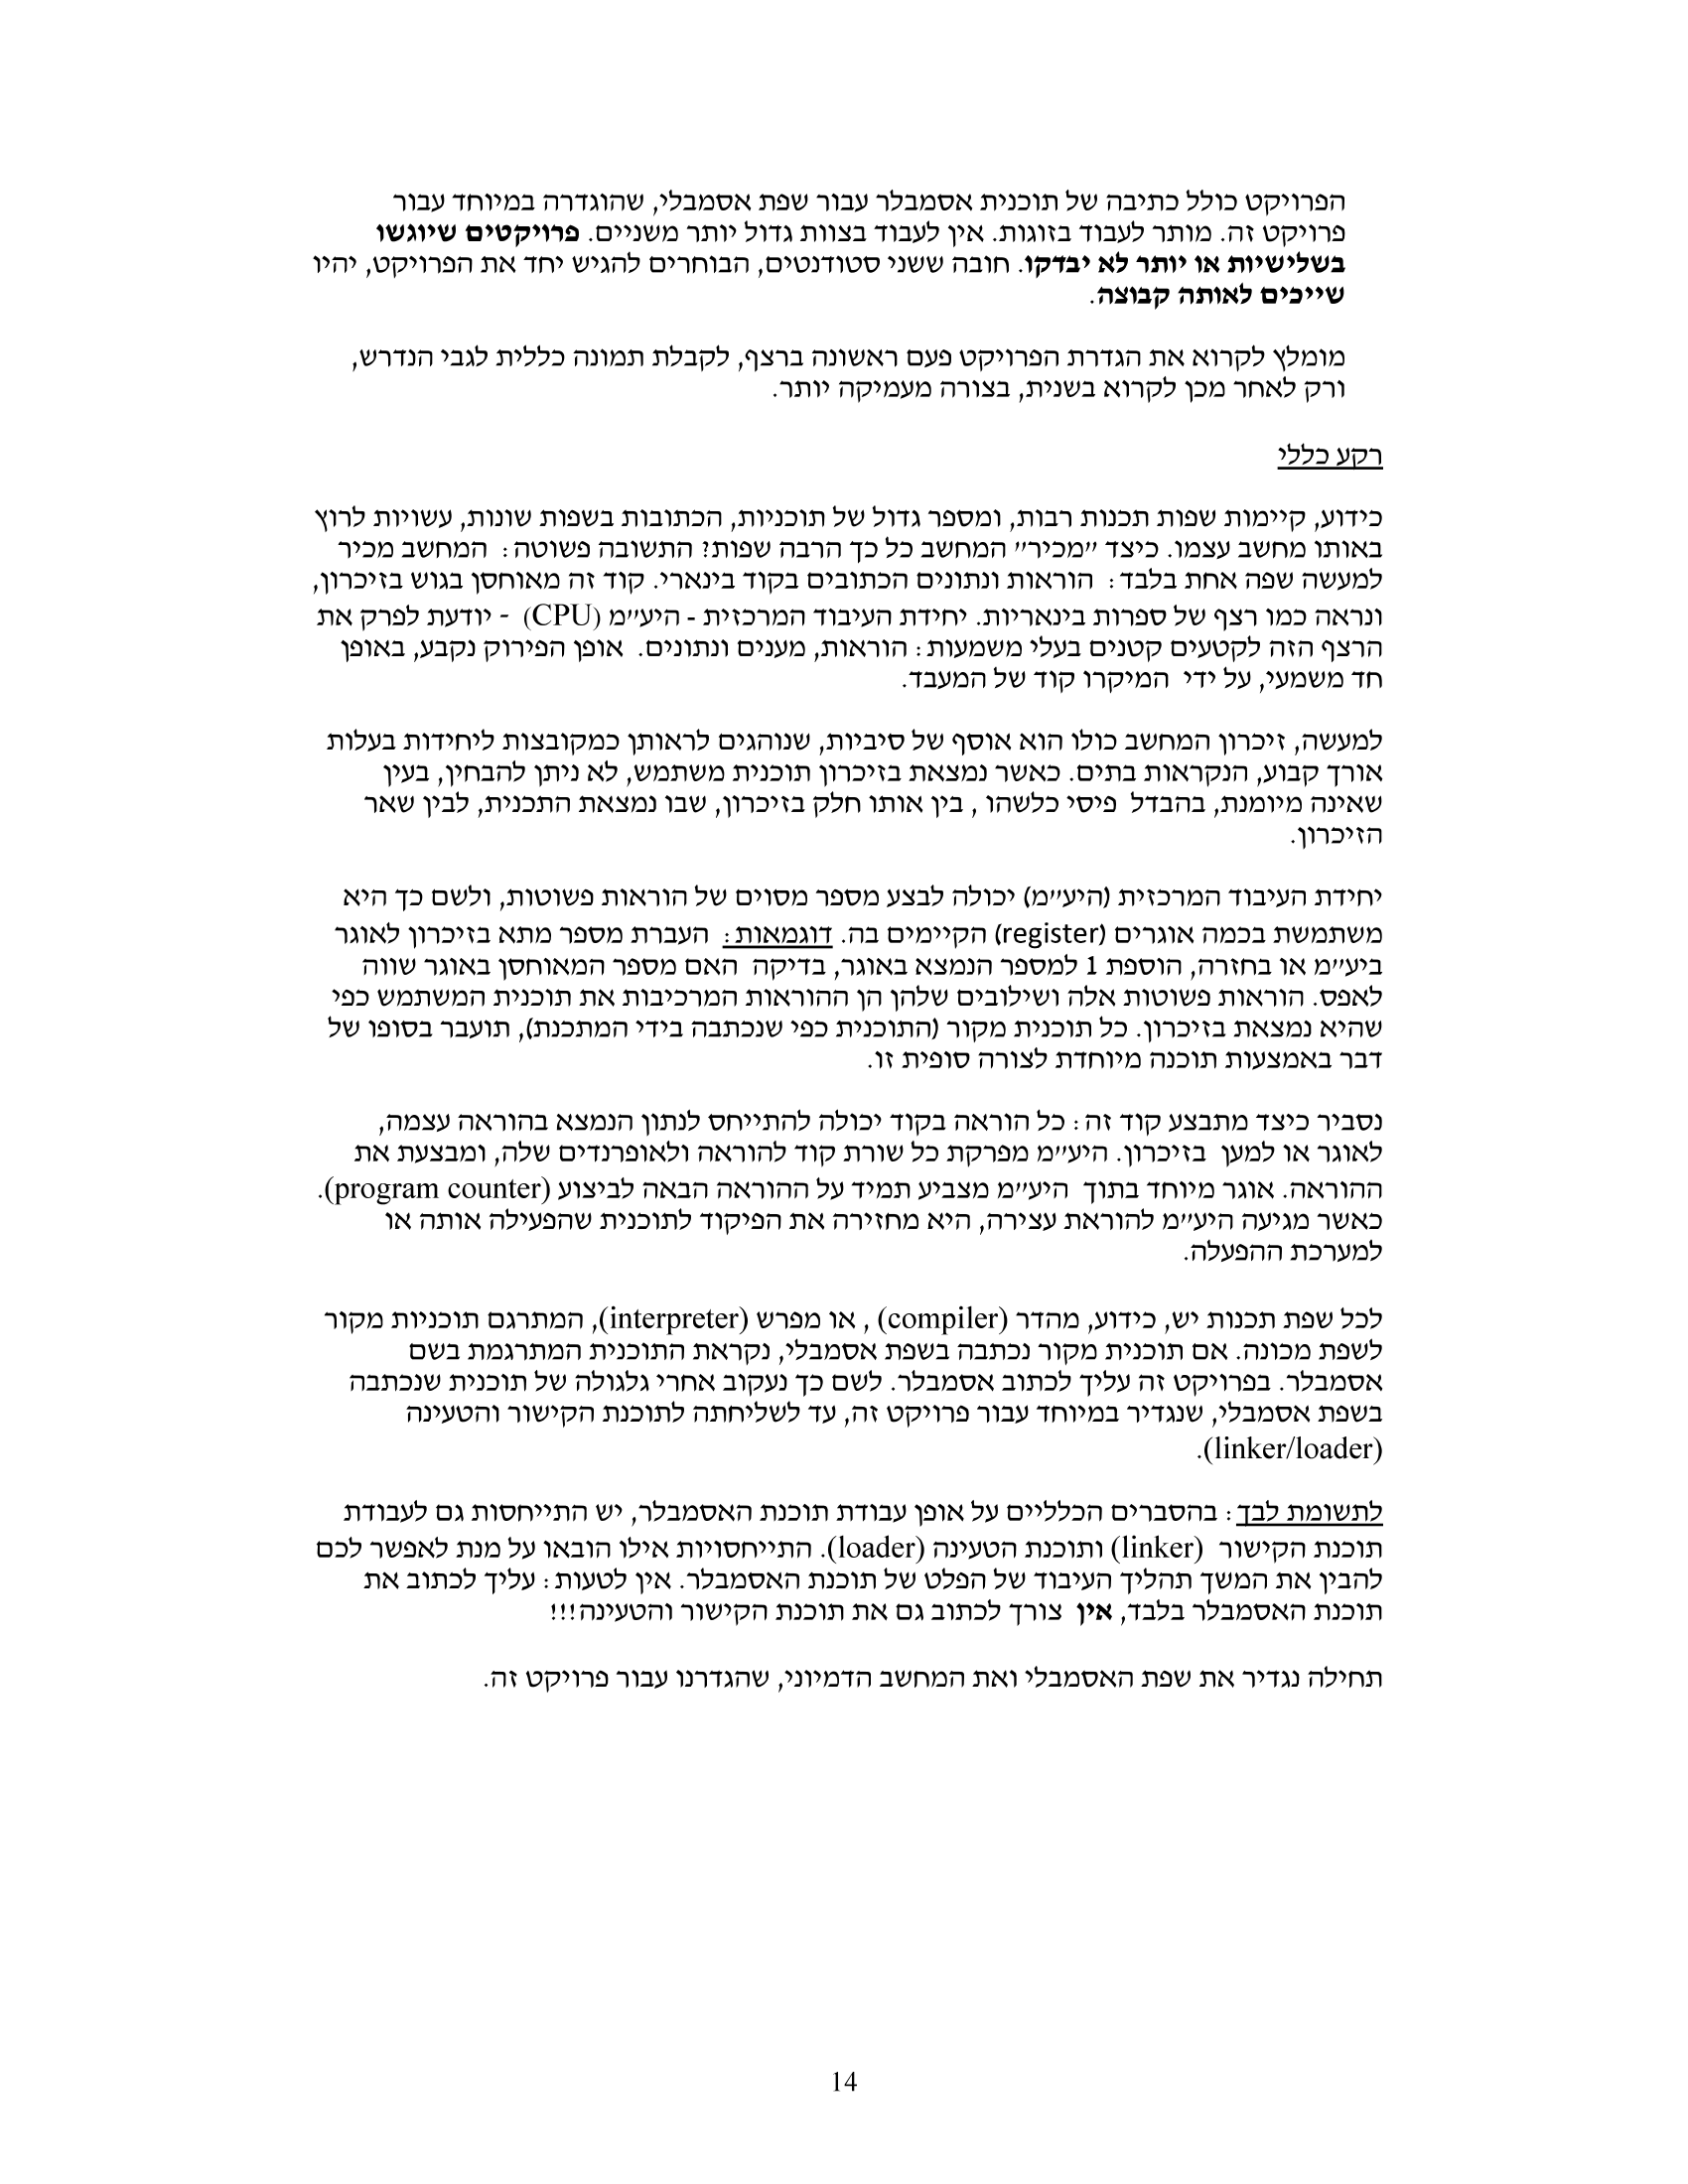 הפרויקט כולל כתיבה של תוכנית אסמבלר עבור שפת אסמבלי, שהוגדרה במיוחד עבור
פרויקט זה. מותר לעבוד בזוגות. אין לעבוד בצוות גדול יותר משניים. פרויקטים שיוגשו
בשלישיות או יותר לא יבדקו. חובה ששני סטודנטים, הבוחרים להגיש יחד את הפרויקט, יהיו
שייכים לאותה קבוצה.
מומלץ לקרוא את הגדרת הפרויקט פעם ראשונה ברצף, לקבלת תמונה כללית לגבי הנדרש,
ורק לאחר מכן לקרוא בשנית, בצורה מעמיקה יותר.
רקע כללי
כידוע, קיימות שפות תכנות רבות, ומספר גדול של תוכניות, הכתובות בשפות שונות, עשויות לרוץ
באותו מחשב עצמו. כיצד "מכיר" המחשב כל כך הרבה שפות? התשובה פשוטה: המחשב מכיר
למעשה שפה אחת בלבד: הוראות ונתונים הכתובים בקוד בינארי. קוד זה מאוחסן בגוש בזיכרון,
ונראה כמו רצף של ספרות בינאריות. יחידת העיבוד המרכזית - היע"מ (CPU) - יודעת לפרק את
הרצף הזה לקטעים קטנים בעלי משמעות: הוראות, מענים ונתונים. אופן הפירוק נקבע, באופן
חד משמעי, על ידי המיקרו קוד של המעבד.
למעשה, זיכרון המחשב כולו הוא אוסף של סיביות, שנוהגים לראותן כמקובצות ליחידות בעלות
אורך קבוע, הנקראות בתים. כאשר נמצאת בזיכרון תוכנית משתמש, לא ניתן להבחין, בעין
שאינה מיומנת, בהבדל פיסי כלשהו , בין אותו חלק בזיכרון, שבו נמצאת התכנית, לבין שאר
הזיכרון.
יחידת העיבוד המרכזית (היע"מ) יכולה לבצע מספר מסוים של הוראות פשוטות, ולשם כך היא
משתמשת בכמה אוגרים (register) הקיימים בה. דוגמאות: העברת מספר מתא בזיכרון לאוגר
ביע"מ או בחזרה, הוספת 1 למספר הנמצא באוגר, בדיקה האם מספר המאוחסן באוגר שווה
לאפס. הוראות פשוטות אלה ושילובים שלהן הן ההוראות המרכיבות את תוכנית המשתמש כפי
שהיא נמצאת בזיכרון. כל תוכנית מקור (התוכנית כפי שנכתבה בידי המתכנת), תועבר בסופו של
דבר באמצעות תוכנה מיוחדת לצורה סופית זו.
נסביר כיצד מתבצע קוד זה: כל הוראה בקוד יכולה להתייחס לנתון הנמצא בהוראה עצמה,
לאוגר או למען בזיכרון. היע"מ מפרקת כל שורת קוד להוראה ולאופרנדים שלה, ומבצעת את
ההוראה. אוגר מיוחד בתוך היע"מ מצביע תמיד על ההוראה הבאה לביצוע (program counter).
כאשר מגיעה היע"מ להוראת עצירה, היא מחזירה את הפיקוד לתוכנית שהפעילה אותה או
למערכת ההפעלה.
לכל שפת תכנות יש, כידוע, מהדר (compiler) , או מפרש (interpreter), המתרגם תוכניות מקור
לשפת מכונה. אם תוכנית מקור נכתבה בשפת אסמבלי, נקראת התוכנית המתרגמת בשם
אסמבלר. בפרויקט זה עליך לכתוב אסמבלר. לשם כך נעקוב אחרי גלגולה של תוכנית שנכתבה
בשפת אסמבלי, שנגדיר במיוחד עבור פרויקט זה, עד לשליחתה לתוכנת הקישור והטעינה
(linker/loader).
לתשומת לבך: בהסברים הכלליים על אופן עבודת תוכנת האסמבלר, יש התייחסות גם לעבודת
תוכנת הקישור (linker) ותוכנת הטעינה (loader). התייחסויות אילו הובאו על מנת לאפשר לכם
להבין את המשך תהליך העיבוד של הפלט של תוכנת האסמבלר. אין לטעות: עליך לכתוב את
תוכנת האסמבלר בלבד, אין צורך לכתוב גם את תוכנת הקישור והטעינה!!!
תחילה נגדיר את שפת האסמבלי ואת המחשב הדמיוני, שהגדרנו עבור פרויקט זה.
14